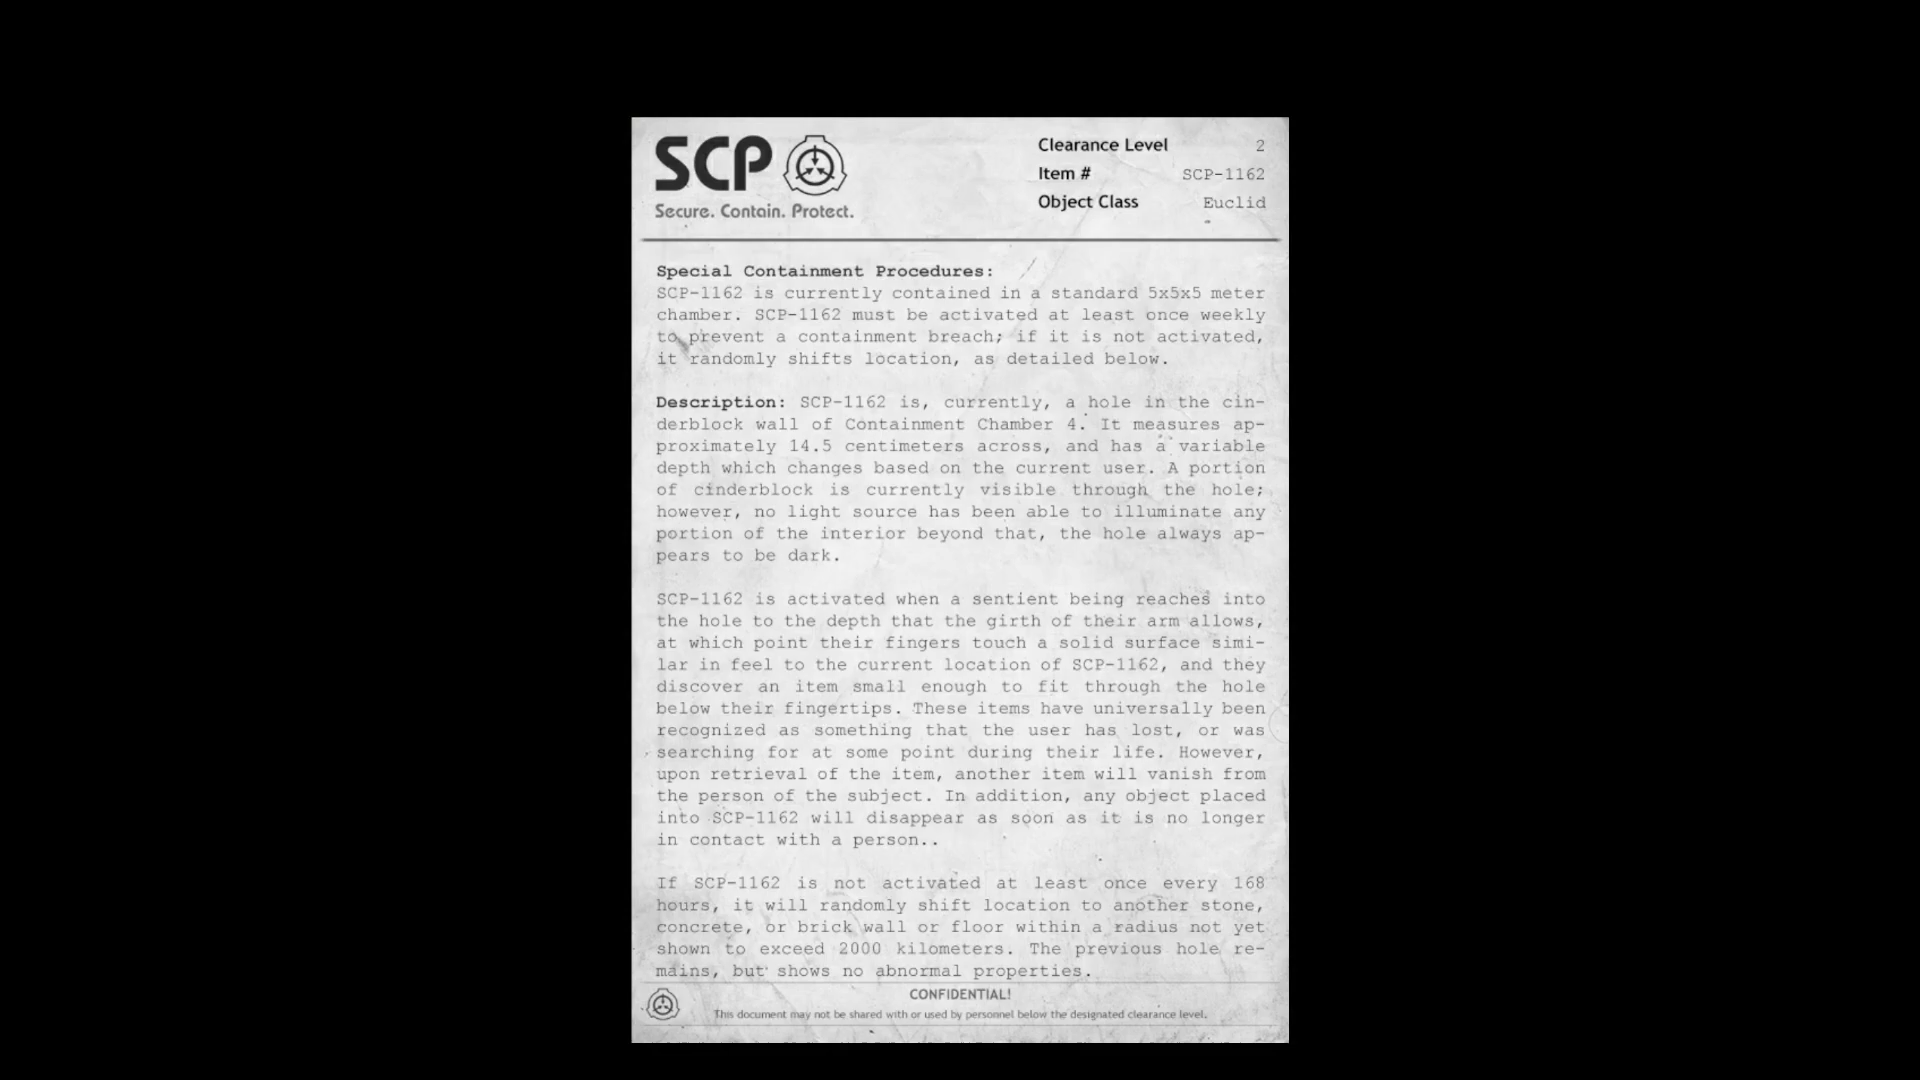 SCP
Secure. Contain. Protect.
Clearance Level 2
Item # SCP-1162
Object Class Euclid
Special Containment Procedures:
SCP-1162 is currently contained in a standard 5x5x5 meter
chamber. SCP-1162 must be activated at least once weekly
to prevent a containment breach; if it is not activated,
it randomly shifts location, as detailed below.
Description: SCP-1162 is, currently, a hole in the cin-
derblock wall of Containment Chamber 4. It measures ap-
proximately 14.5 centimeters across, and has a variable
depth which changes based on the current user. A portion
of cinderblock is currently visible through the hole;
however, no light source has been able to illuminate any
portion of the interior beyond that, the hole always ap-
pears to be dark.
SCP-1162 is activated when a sentient being reaches into
the hole to the depth that the girth of their arm allows,
at which point their fingers touch a solid surface simi-
lar in feel to the current location of SCP-1162, and they
discover an item small enough to fit through the hole
below their fingertips. These items have universally been
recognized as something that the user has lost, or was
searching for at some point during their life. However,
upon retrieval of the item, another item will vanish from
the person of the subject. In addition, any object placed
into SCP-1162 will disappear as soon as it is no longer
in contact with a person..
If SCP-1162 is not activated at least once every 168
hours, it will randomly shift location to another stone,
concrete, or brick wall or floor within a radius not yet
shown to exceed 2000 kilometers. The previous hole re-
mains, but shows no abnormal properties.
CONFIDENTIAL!
This document may not be shared with or used by personnel below the designated clearance level.